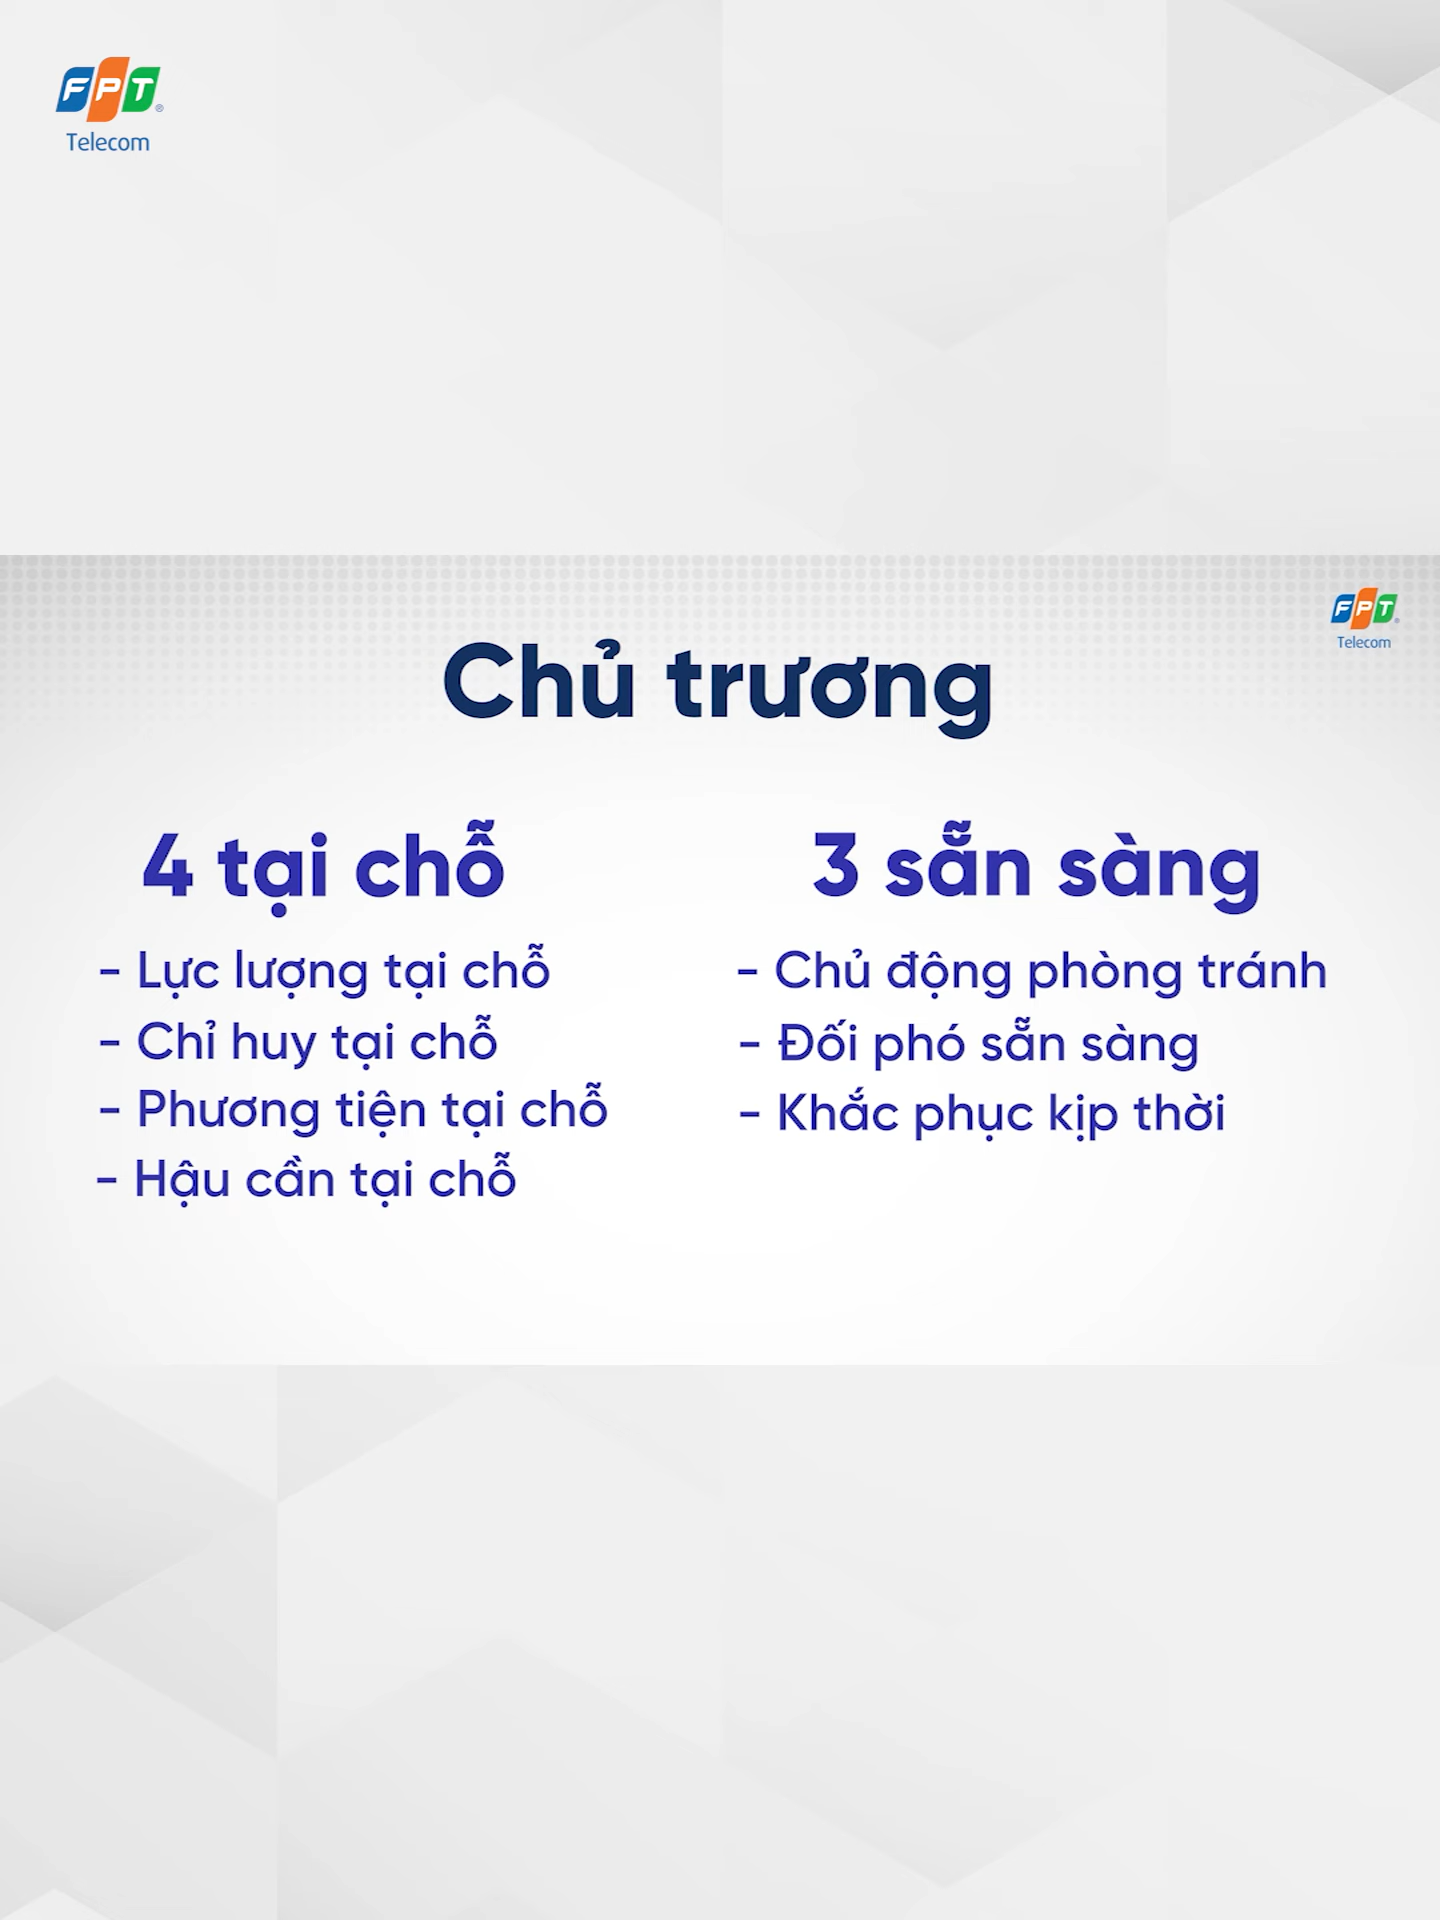 FPT
Telecom
FPT
Telecom
Chủ trương
4 tại chỗ
- Lực lượng tại chỗ
- Chỉ huy tại chỗ
- Phương tiện tại chỗ
- Hậu cần tại chỗ
3 sẵn sàng
- Chủ động phòng tránh
- Đối phó sẵn sàng
- Khắc phục kịp thời